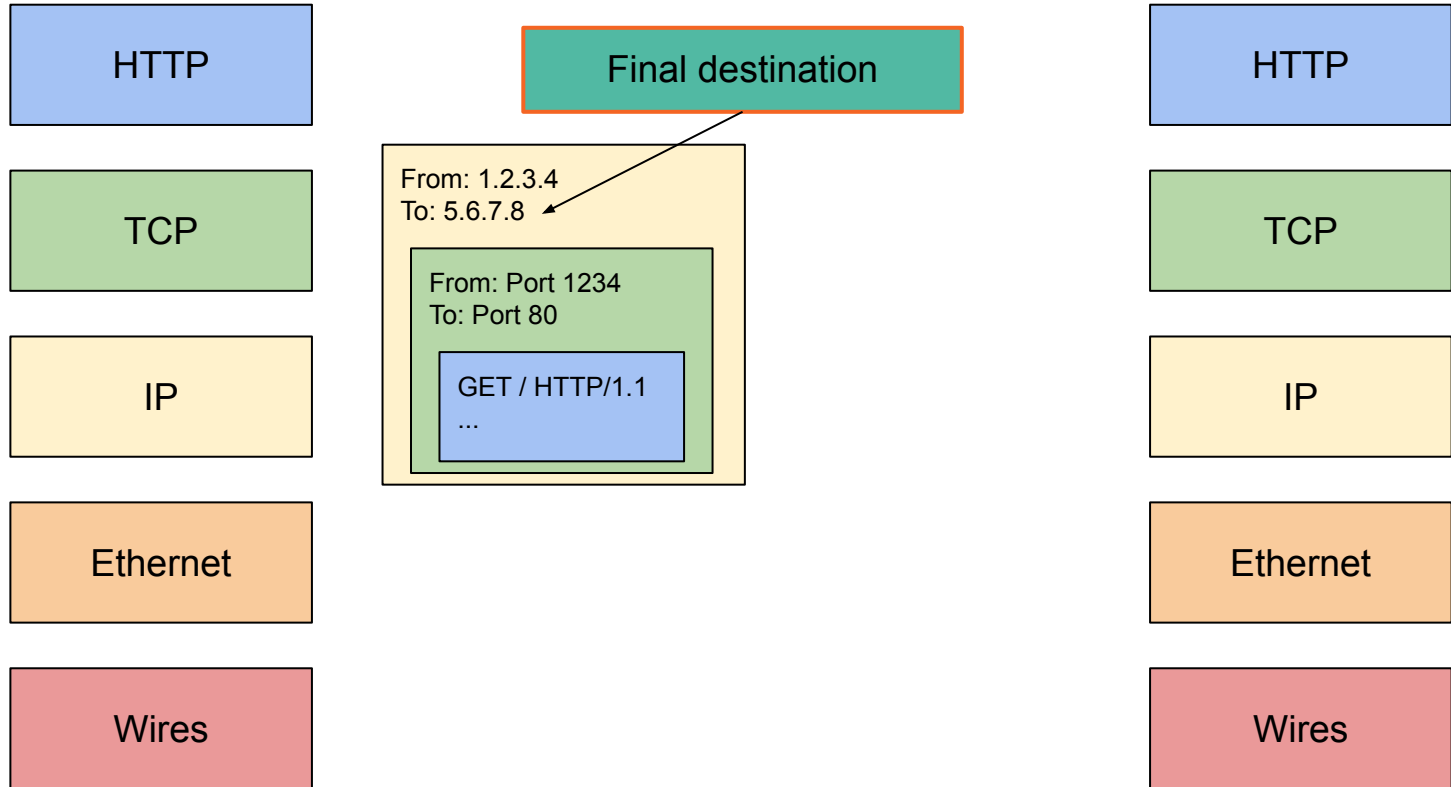 HTTP
TCP
IP
Ethernet
Wires
Final destination
From: 1.2.3.4
To: 5.6.7.8
From: Port 1234
To: Port 80
GET / HTTP/1.1
...
HTTP
TCP
IP
Ethernet
Wires